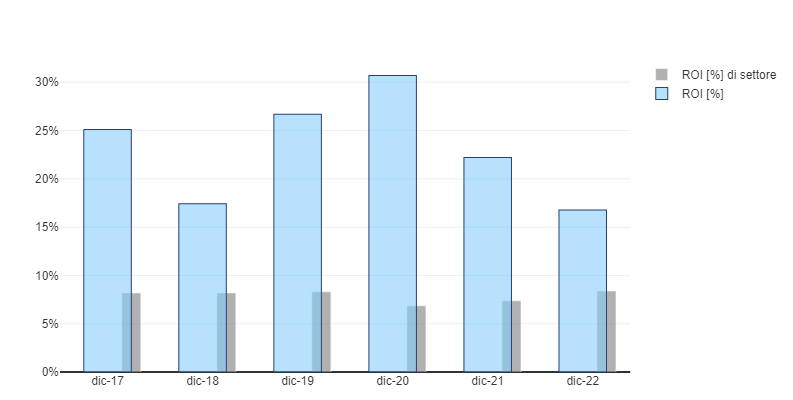 30%
25%
20%
15%
10%
5%
0%
dic-17 dic-18 dic-19 dic-20 dic-21 dic-22
ROI [%] di settore
ROI [%]